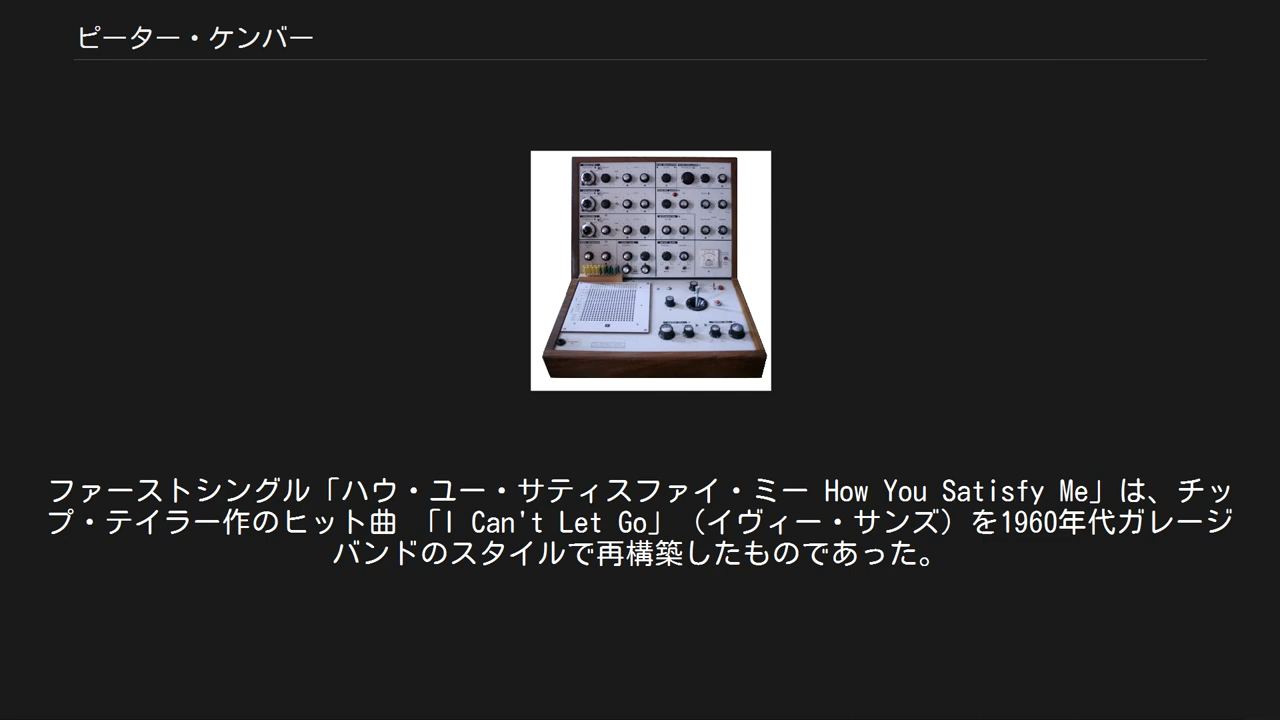 ピーター・ケンバー
ファーストシングル「ハウ・ユー・サティスファイ・ミー How You Satisfy Me」は、チッ
プ・テイラー作のヒット曲 「I Can't Let Go」（イヴィー・サンズ）を1960年代ガレージ
バンドのスタイルで再構築したものであった。